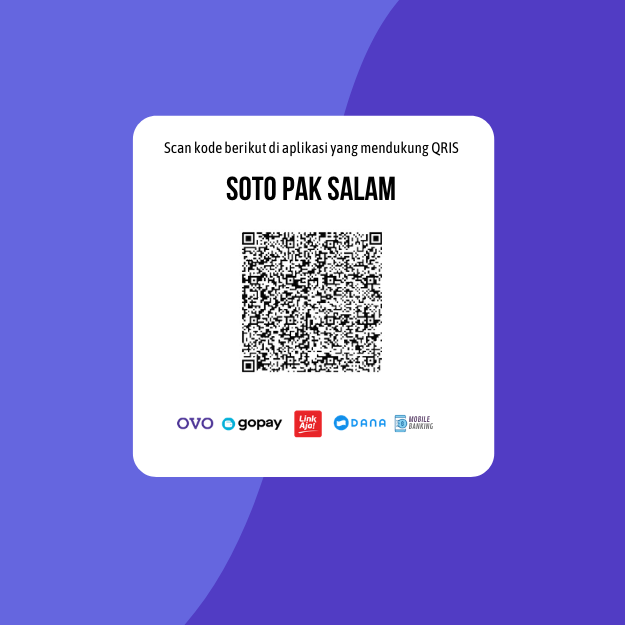 Scan kode berikut di aplikasi yang mendukung QRIS
SOTO PAK SALAM
OVO gopay Link Aja! DANA MOBILE BANKING